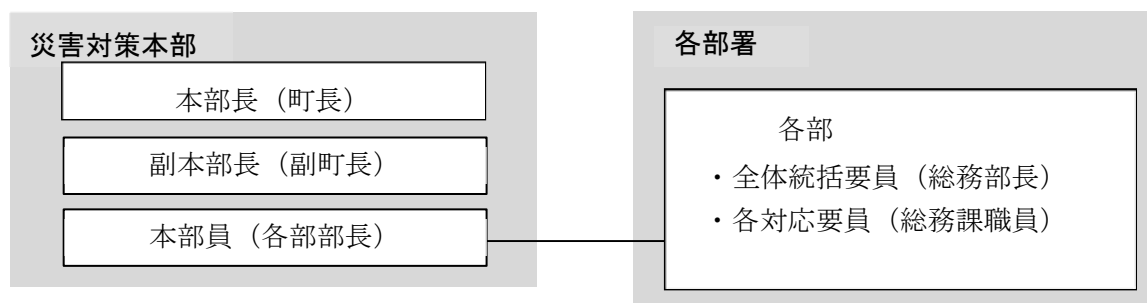 災害対策本部
本部長（町長）
副本部長（副町長）
本部員（各部部長）
各部署
各部
・全体統括要員（総務部長）
・各対応要員（総務課職員）